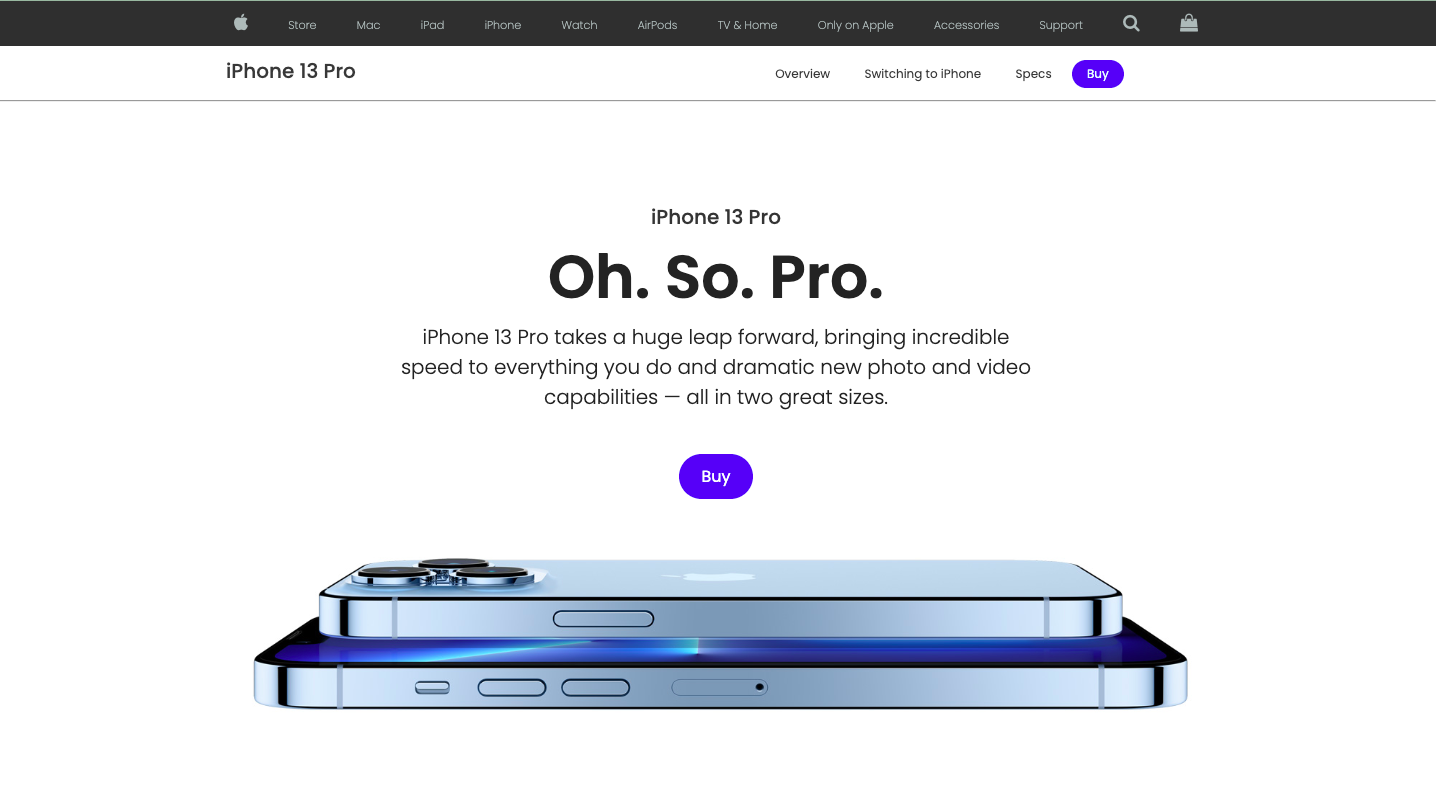 Store Mac iPad iPhone Watch AirPods TV & Home Only on Apple Accessories Support
iPhone 13 Pro Overview Switching to iPhone Specs Buy
iPhone 13 Pro
Oh. So. Pro.
iPhone 13 Pro takes a huge leap forward, bringing incredible
speed to everything you do and dramatic new photo and video
capabilities — all in two great sizes.
Buy